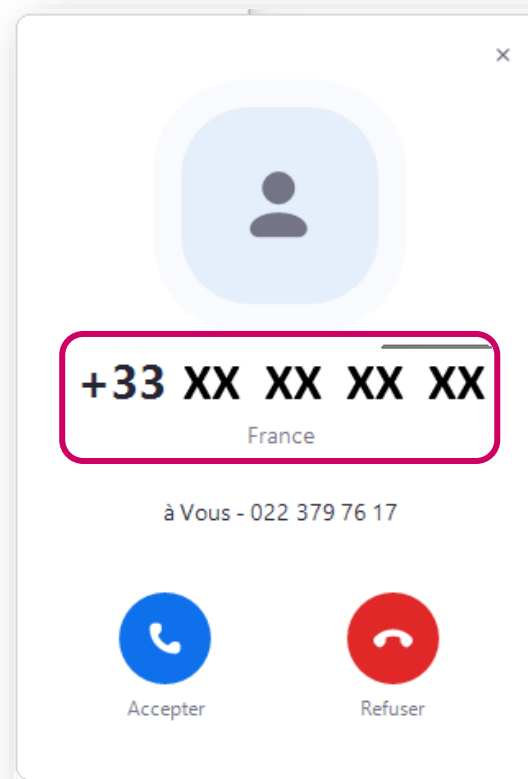 +33 XX XX XX XX
France
à Vous - 022 379 76 17
Accepter
Refuser